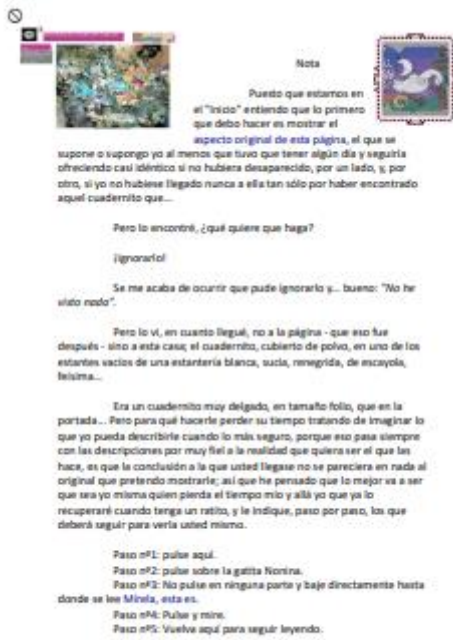 Nota
Puesto que estamos en
el "Inicio" entiendo que lo primero
que debo hacer es mostrar el
aspecto original de esta página, el que se
supone o supongo yo al menos que tuvo que tener algún día y seguiría
ofreciendo casi idéntico si no hubiera desaparecido, por un lado, y, por
otro, si yo no hubiese llegado nunca a ella tan sólo por haber encontrado
aquel cuadernito que...
Pero lo encontré, ¿qué quiere que haga?
¡Ignorarlo!
Se me acaba de ocurrir que pude ignorarlo y... bueno: "No he
visto nada".
Pero lo ví, en cuanto llegué, no a la página - que eso fue
después - sino a esta casa; el cuadernito, cubierto de polvo, en uno de los
estantes vacíos de una estantería blanca, sucia, renegrida, de escayola,
feísima...
Era un cuadernito muy delgado, en tamaño folio, que en la
portada... Pero para qué hacerle perder su tiempo tratando de imaginar lo
que yo pueda describirle cuando lo más seguro, porque eso pasa siempre
con las descripciones por muy fiel a la realidad que quiera ser el que las
hace, es que la conclusión a la que usted llegase no se pareciera en nada al
original que pretendo mostrarle; así que he pensado que lo mejor va a ser
que sea yo misma quien pierda el tiempo mío y allá yo que ya lo
recuperaré cuando tenga un ratito, y le indique, paso por paso, los que
deberá seguir para verla usted mismo.
Paso nº1: pulse aquí.
Paso nº2: pulse sobre la gatita Nonina.
Paso nº3: No pulse en ninguna parte y baje directamente hasta
donde se lee Mírela, esta es.
Paso nº4: Pulse y mire.
Paso nº5: Vuelva aquí para seguir leyendo.